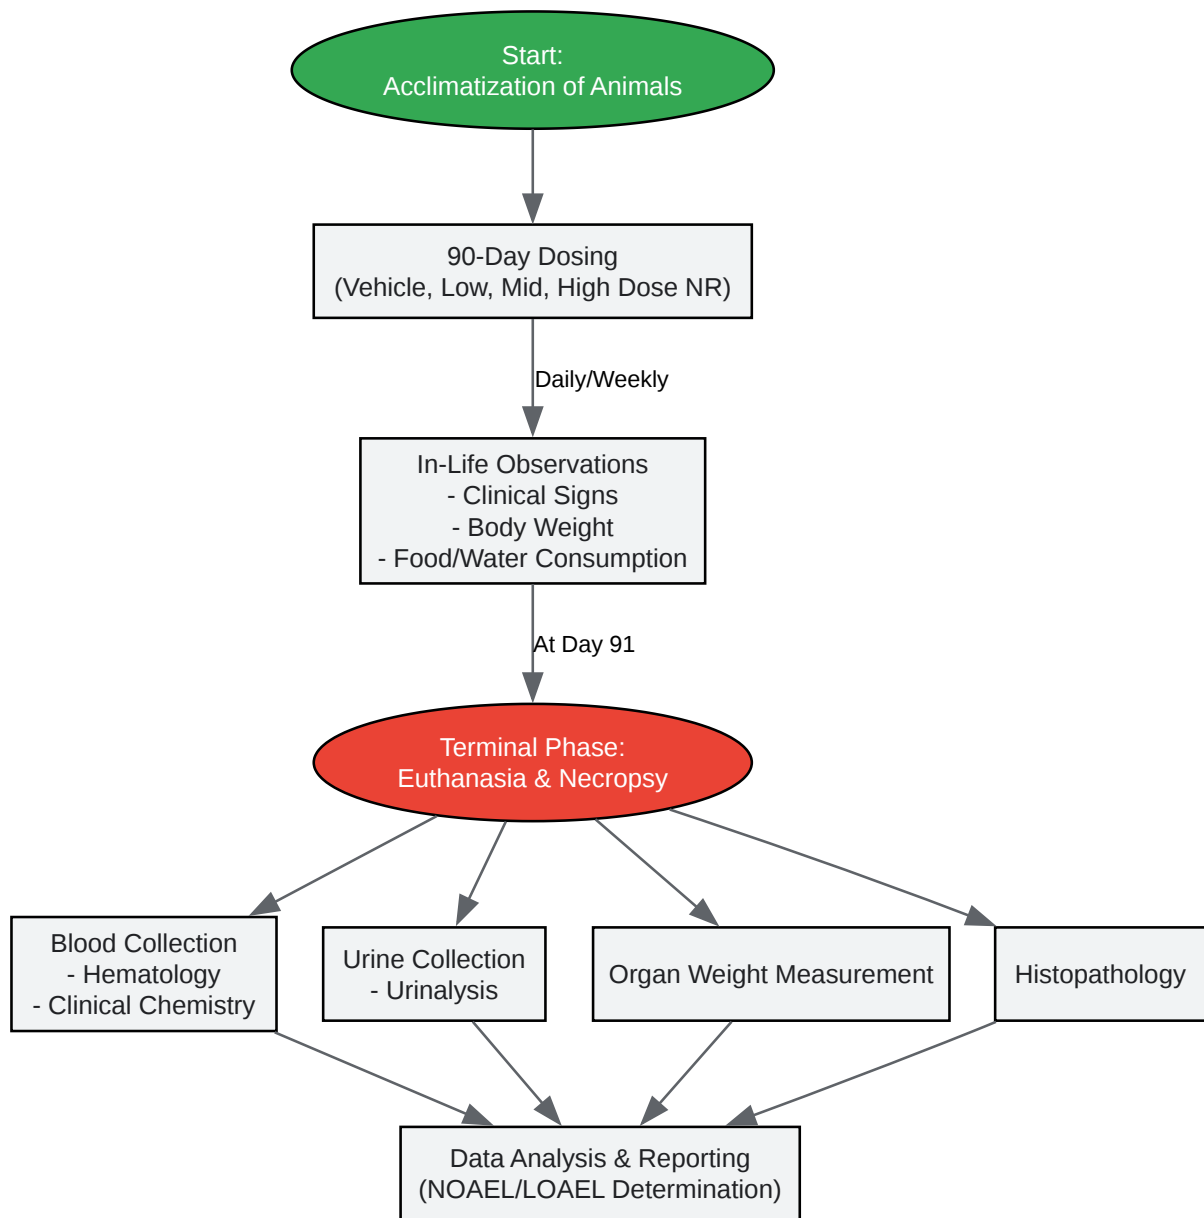 Start:
Acclimatization of Animals
90-Day Dosing
(Vehicle, Low, Mid, High Dose NR)
Daily/Weekly
In-Life Observations
- Clinical Signs
- Body Weight
- Food/Water Consumption
At Day 91
Terminal Phase:
Euthanasia & Necropsy
Blood Collection
- Hematology
- Clinical Chemistry
Urine Collection
- Urinalysis
Organ Weight Measurement
Histopathology
Data Analysis & Reporting
(NOAEL/LOAEL Determination)